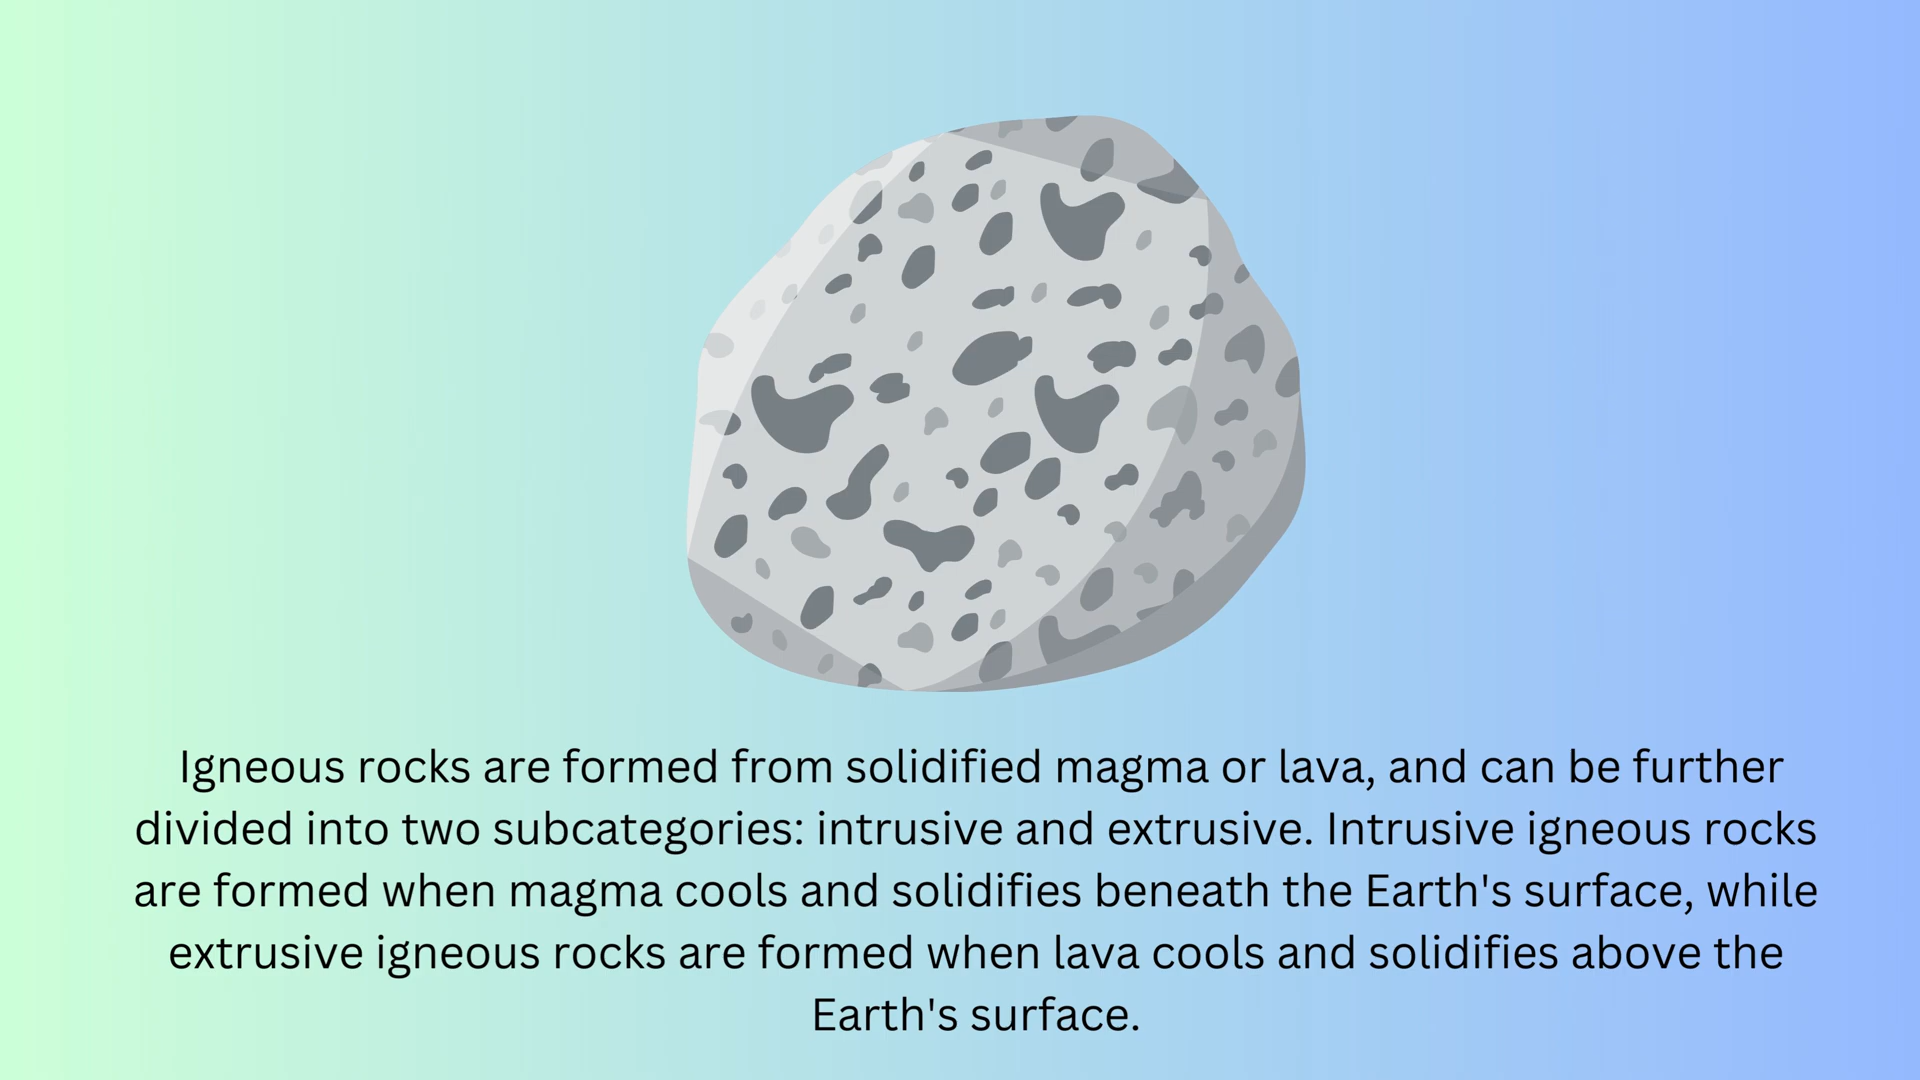 Igneous rocks are formed from solidified magma or lava, and can be further
divided into two subcategories: intrusive and extrusive. Intrusive igneous rocks
are formed when magma cools and solidifies beneath the Earth's surface, while
extrusive igneous rocks are formed when lava cools and solidifies above the
Earth's surface.